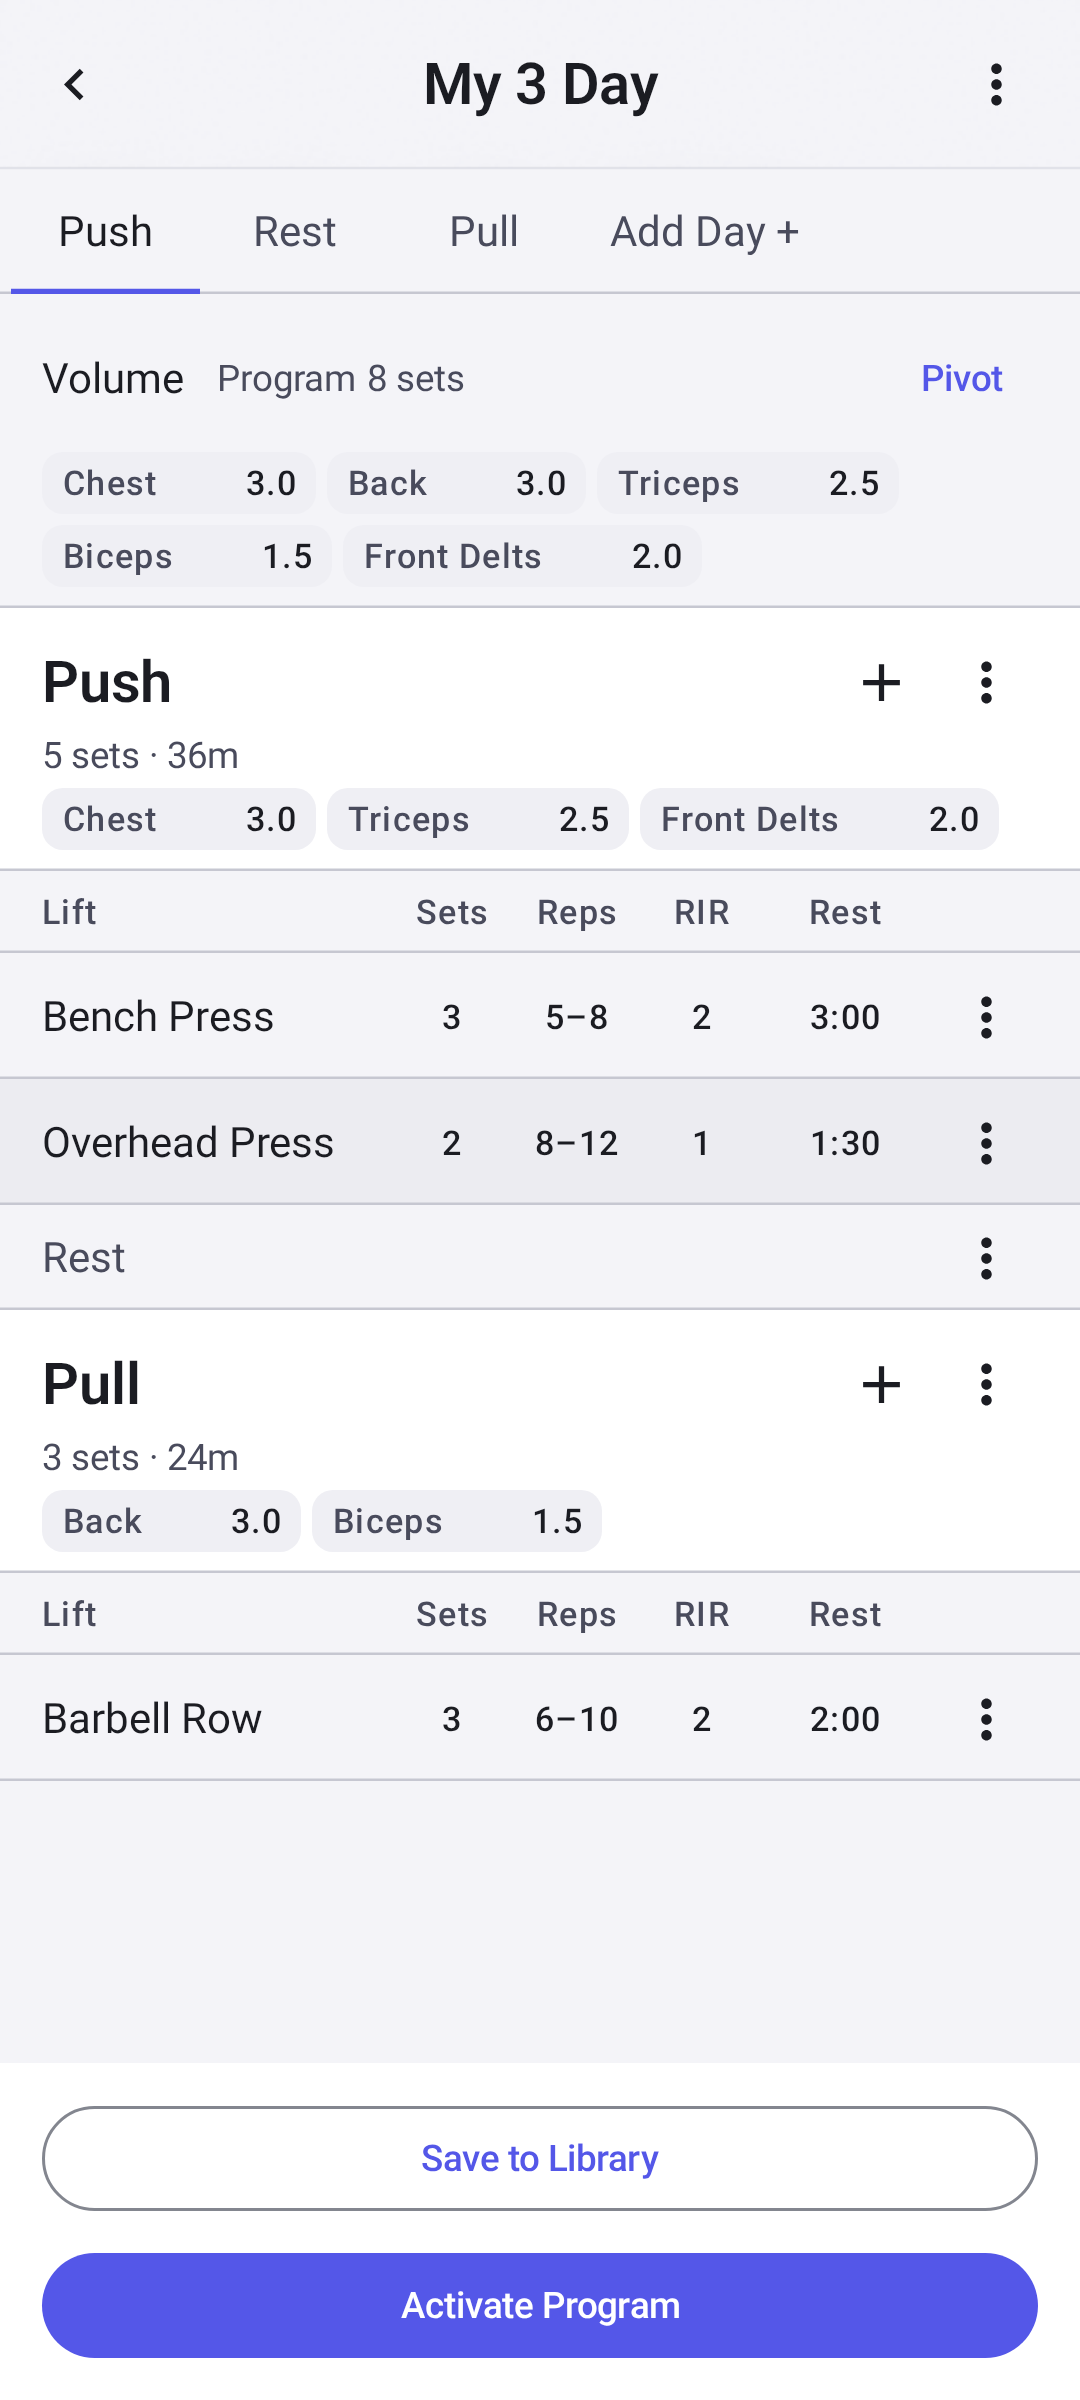 My 3 Day
Push Rest Pull Add Day +
Volume Program 8 sets Pivot
Chest 3.0 Back 3.0 Triceps 2.5
Biceps 1.5 Front Delts 2.0
Push
5 sets · 36m
Chest 3.0 Triceps 2.5 Front Delts 2.0
Lift Sets Reps RIR Rest
Bench Press 3 5–8 2 3:00
Overhead Press 2 8–12 1 1:30
Rest
Pull
3 sets · 24m
Back 3.0 Biceps 1.5
Lift Sets Reps RIR Rest
Barbell Row 3 6–10 2 2:00
Save to Library
Activate Program